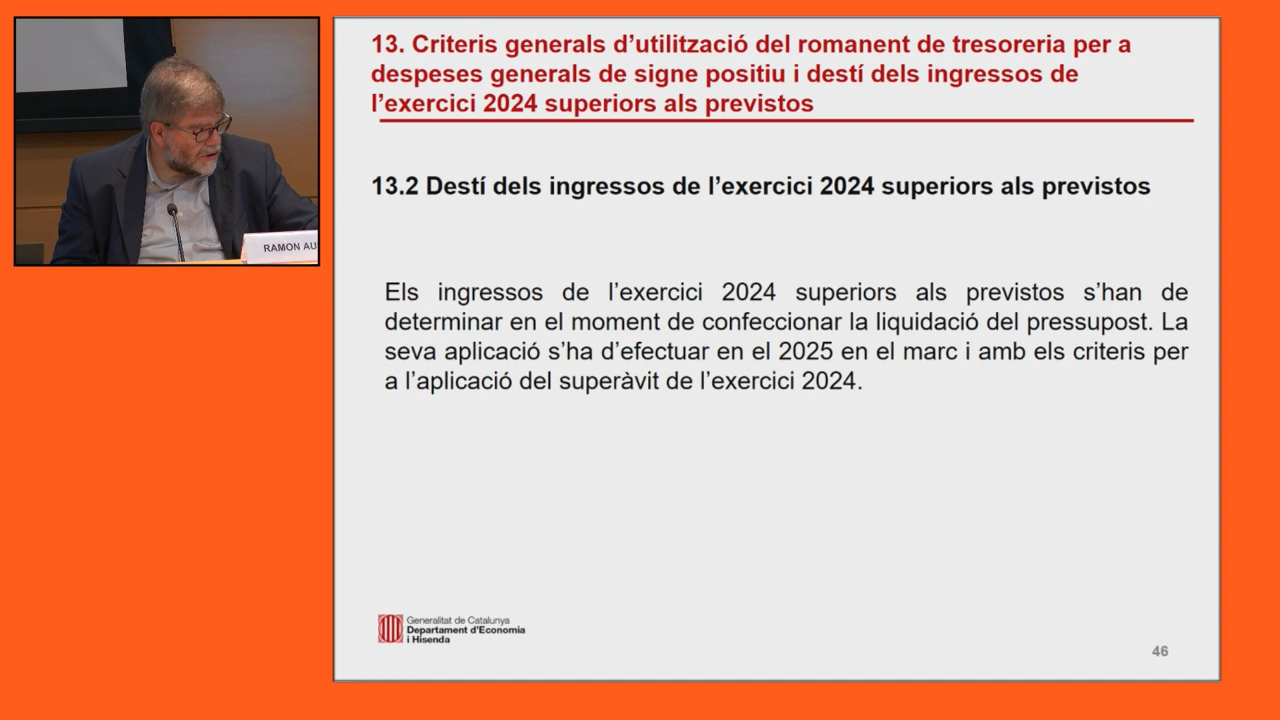 13. Criteris generals d’utilització del romanent de tresoreria per a
despeses generals de signe positiu i destí dels ingressos de
l’exercici 2024 superiors als previstos
13.2 Destí dels ingressos de l’exercici 2024 superiors als previstos
RAMON AU
Els ingressos de l’exercici 2024 superiors als previstos s’han de
determinar en el moment de confeccionar la liquidació del pressupost. La
seva aplicació s’ha d’efectuar en el 2025 en el marc i amb els criteris per
a l’aplicació del superàvit de l’exercici 2024.
Generalitat de Catalunya
Departament d’Economia
i Hisenda
46